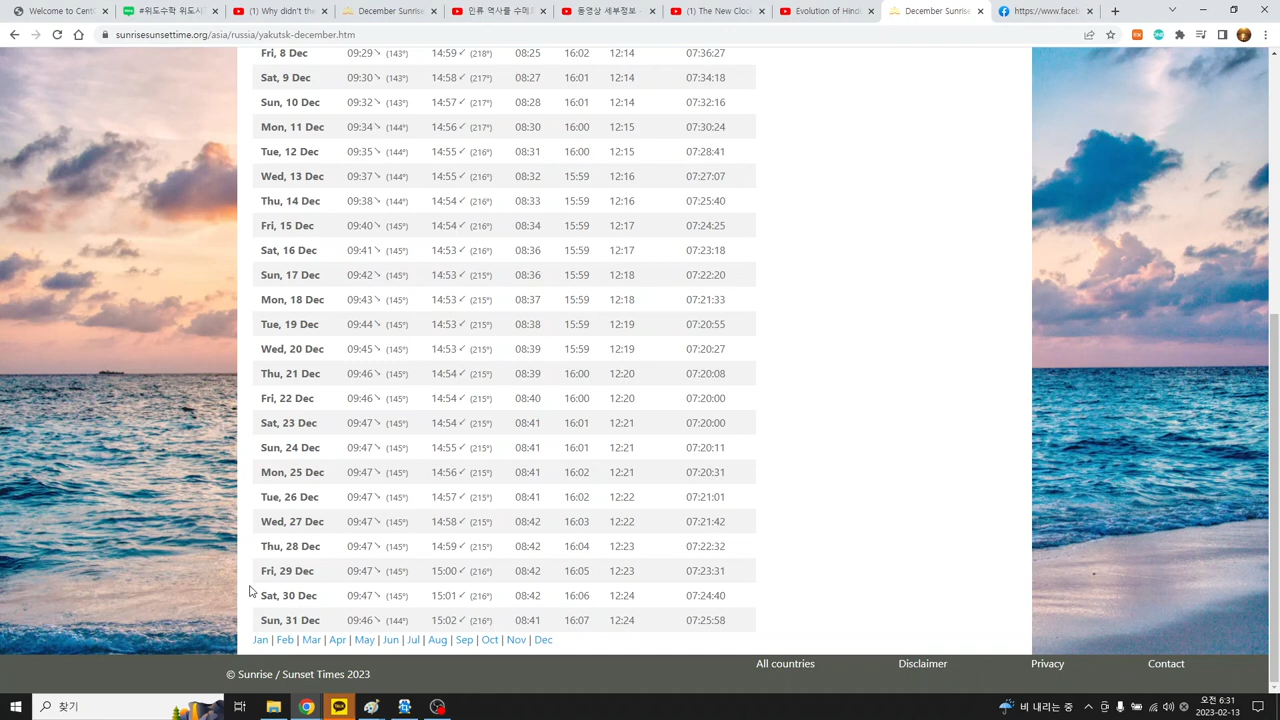 Welcome to Cento
위도수험. 위도시
(1) Why didn't the
December Sunrise
인류 역사를 수메르
동영상 세부정보 -
(1) The New Clock
Evolution of Hindu
December Sunrise
https://www.faceb
sunrisesunsettime.org/asia/russia/yakutsk-december.htm
Fri, 8 Dec 09:29↘ (143°) 14:59↙ (218°) 08:25 16:02 12:14 07:36:27
Sat, 9 Dec 09:30↘ (143°) 14:58↙ (217°) 08:27 16:01 12:14 07:34:18
Sun, 10 Dec 09:32↘ (143°) 14:57↙ (217°) 08:28 16:01 12:14 07:32:16
Mon, 11 Dec 09:34↘ (144°) 14:56↙ (217°) 08:30 16:00 12:15 07:30:24
Tue, 12 Dec 09:35↘ (144°) 14:55↙ (216°) 08:31 16:00 12:15 07:28:41
Wed, 13 Dec 09:37↘ (144°) 14:55↙ (216°) 08:32 15:59 12:16 07:27:07
Thu, 14 Dec 09:38↘ (144°) 14:54↙ (216°) 08:33 15:59 12:16 07:25:40
Fri, 15 Dec 09:40↘ (145°) 14:54↙ (216°) 08:34 15:59 12:17 07:24:25
Sat, 16 Dec 09:41↘ (145°) 14:53↙ (216°) 08:36 15:59 12:17 07:23:18
Sun, 17 Dec 09:42↘ (145°) 14:53↙ (215°) 08:36 15:59 12:18 07:22:20
Mon, 18 Dec 09:43↘ (145°) 14:53↙ (215°) 08:37 15:59 12:18 07:21:33
Tue, 19 Dec 09:44↘ (145°) 14:53↙ (215°) 08:38 15:59 12:19 07:20:55
Wed, 20 Dec 09:45↘ (145°) 14:53↙ (215°) 08:39 15:59 12:19 07:20:27
Thu, 21 Dec 09:46↘ (145°) 14:54↙ (215°) 08:39 16:00 12:20 07:20:08
Fri, 22 Dec 09:46↘ (145°) 14:54↙ (215°) 08:40 16:00 12:20 07:20:00
Sat, 23 Dec 09:47↘ (145°) 14:54↙ (215°) 08:41 16:01 12:21 07:20:00
Sun, 24 Dec 09:47↘ (145°) 14:55↙ (215°) 08:41 16:01 12:21 07:20:11
Mon, 25 Dec 09:47↘ (145°) 14:56↙ (215°) 08:41 16:02 12:21 07:20:31
Tue, 26 Dec 09:47↘ (145°) 14:57↙ (215°) 08:41 16:02 12:22 07:21:01
Wed, 27 Dec 09:47↘ (145°) 14:58↙ (215°) 08:42 16:03 12:22 07:21:42
Thu, 28 Dec 09:47↘ (145°) 14:59↙ (215°) 08:42 16:04 12:23 07:22:32
Fri, 29 Dec 09:47↘ (145°) 15:00↙ (216°) 08:42 16:05 12:23 07:23:31
Sat, 30 Dec 09:47↘ (145°) 15:01↙ (216°) 08:42 16:06 12:24 07:24:40
Sun, 31 Dec 09:46↘ (144°) 15:02↙ (216°) 08:41 16:07 12:24 07:25:58
Jan | Feb | Mar | Apr | May | Jun | Jul | Aug | Sep | Oct | Nov | Dec
All countries Disclaimer Privacy Contact
© Sunrise / Sunset Times 2023
찾기
비 내리는 중
오전 6:31
2023-02-13